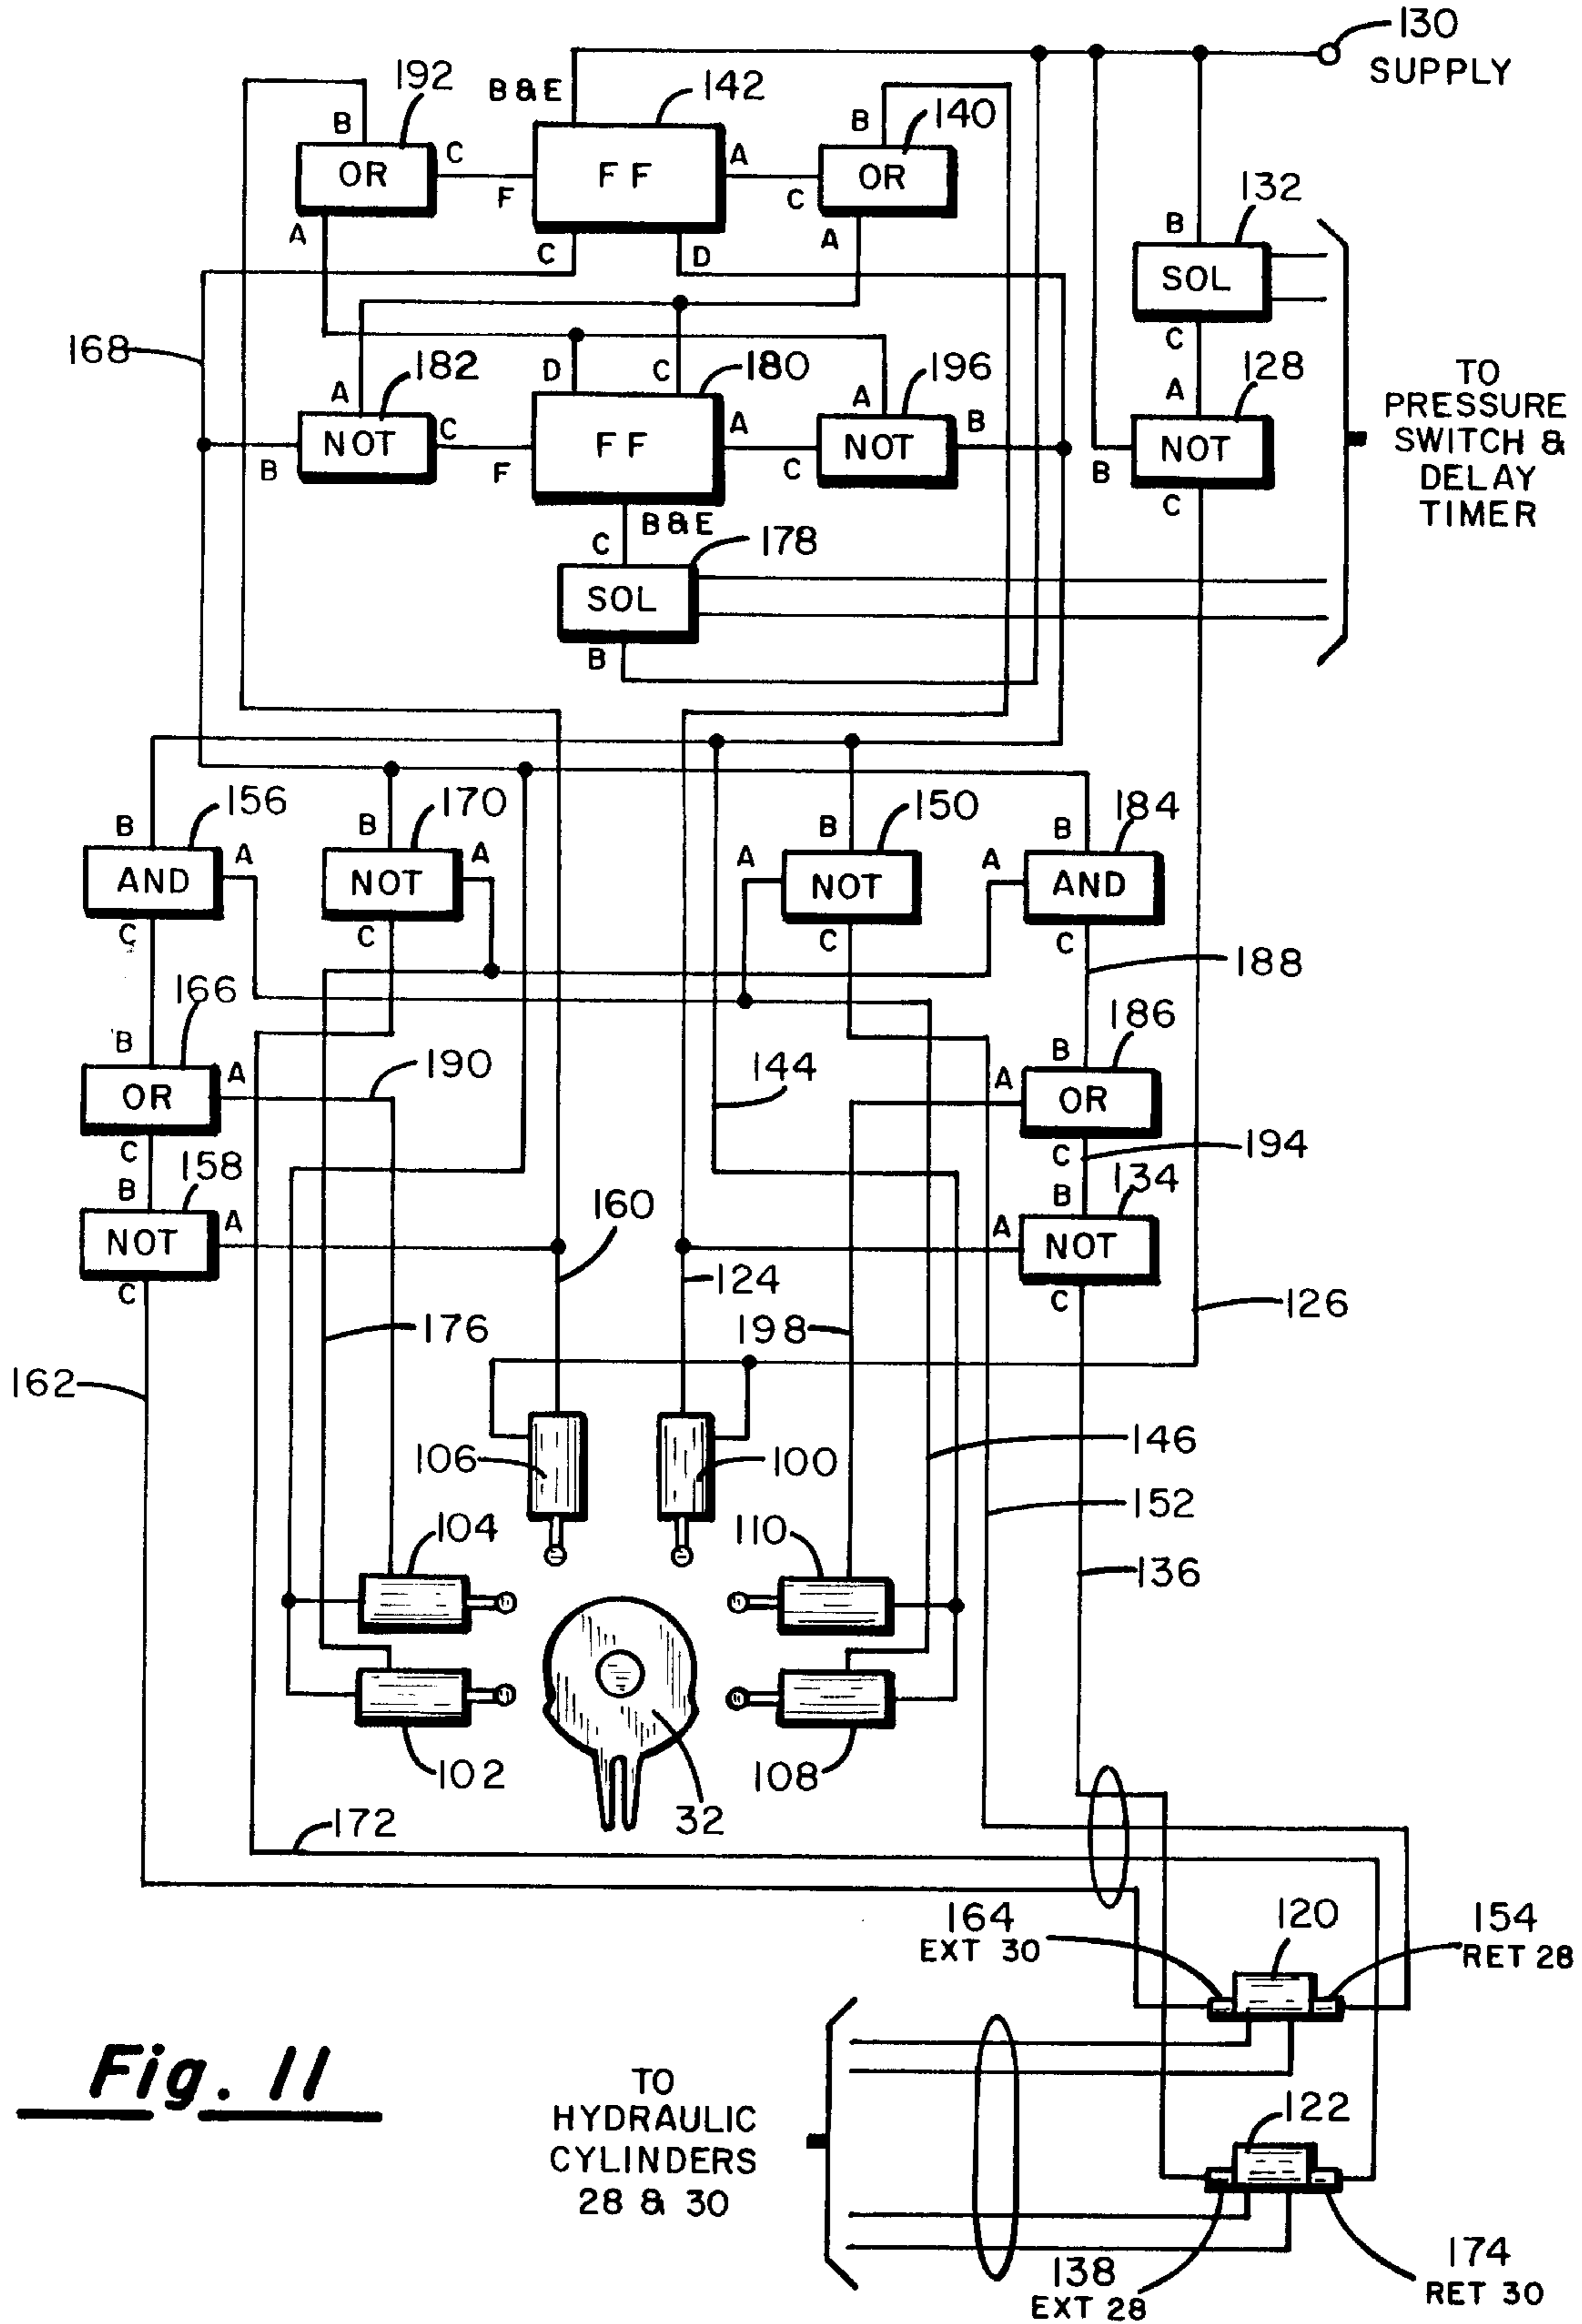 130
SUPPLY
192
B & E
142
B
140
B
OR
C
F
F F
A
C
OR
A
C
D
A
132
B
SOL
C
168
182
A
D
C
180
A
196
A
128
NOT
C
B
F
F F
A
C
NOT
B
NOT
B
C
TO
PRESSURE
SWITCH &
DELAY
TIMER
B & E
C
178
SOL
B
156
B
170
B
150
B
184
B
AND
A
NOT
A
A
NOT
A
AND
C
C
C
C
188
166
B
186
B
OR
A
190
144
A
OR
C
C
194
158
B
134
B
NOT
A
160
A
NOT
C
124
C
126
176
198
162
106
100
146
152
104
110
136
102
108
32
172
164
EXT 30
120
154
RET 28
Fig. 11
TO
HYDRAULIC
CYLINDERS
28 & 30
122
138
EXT 28
174
RET 30